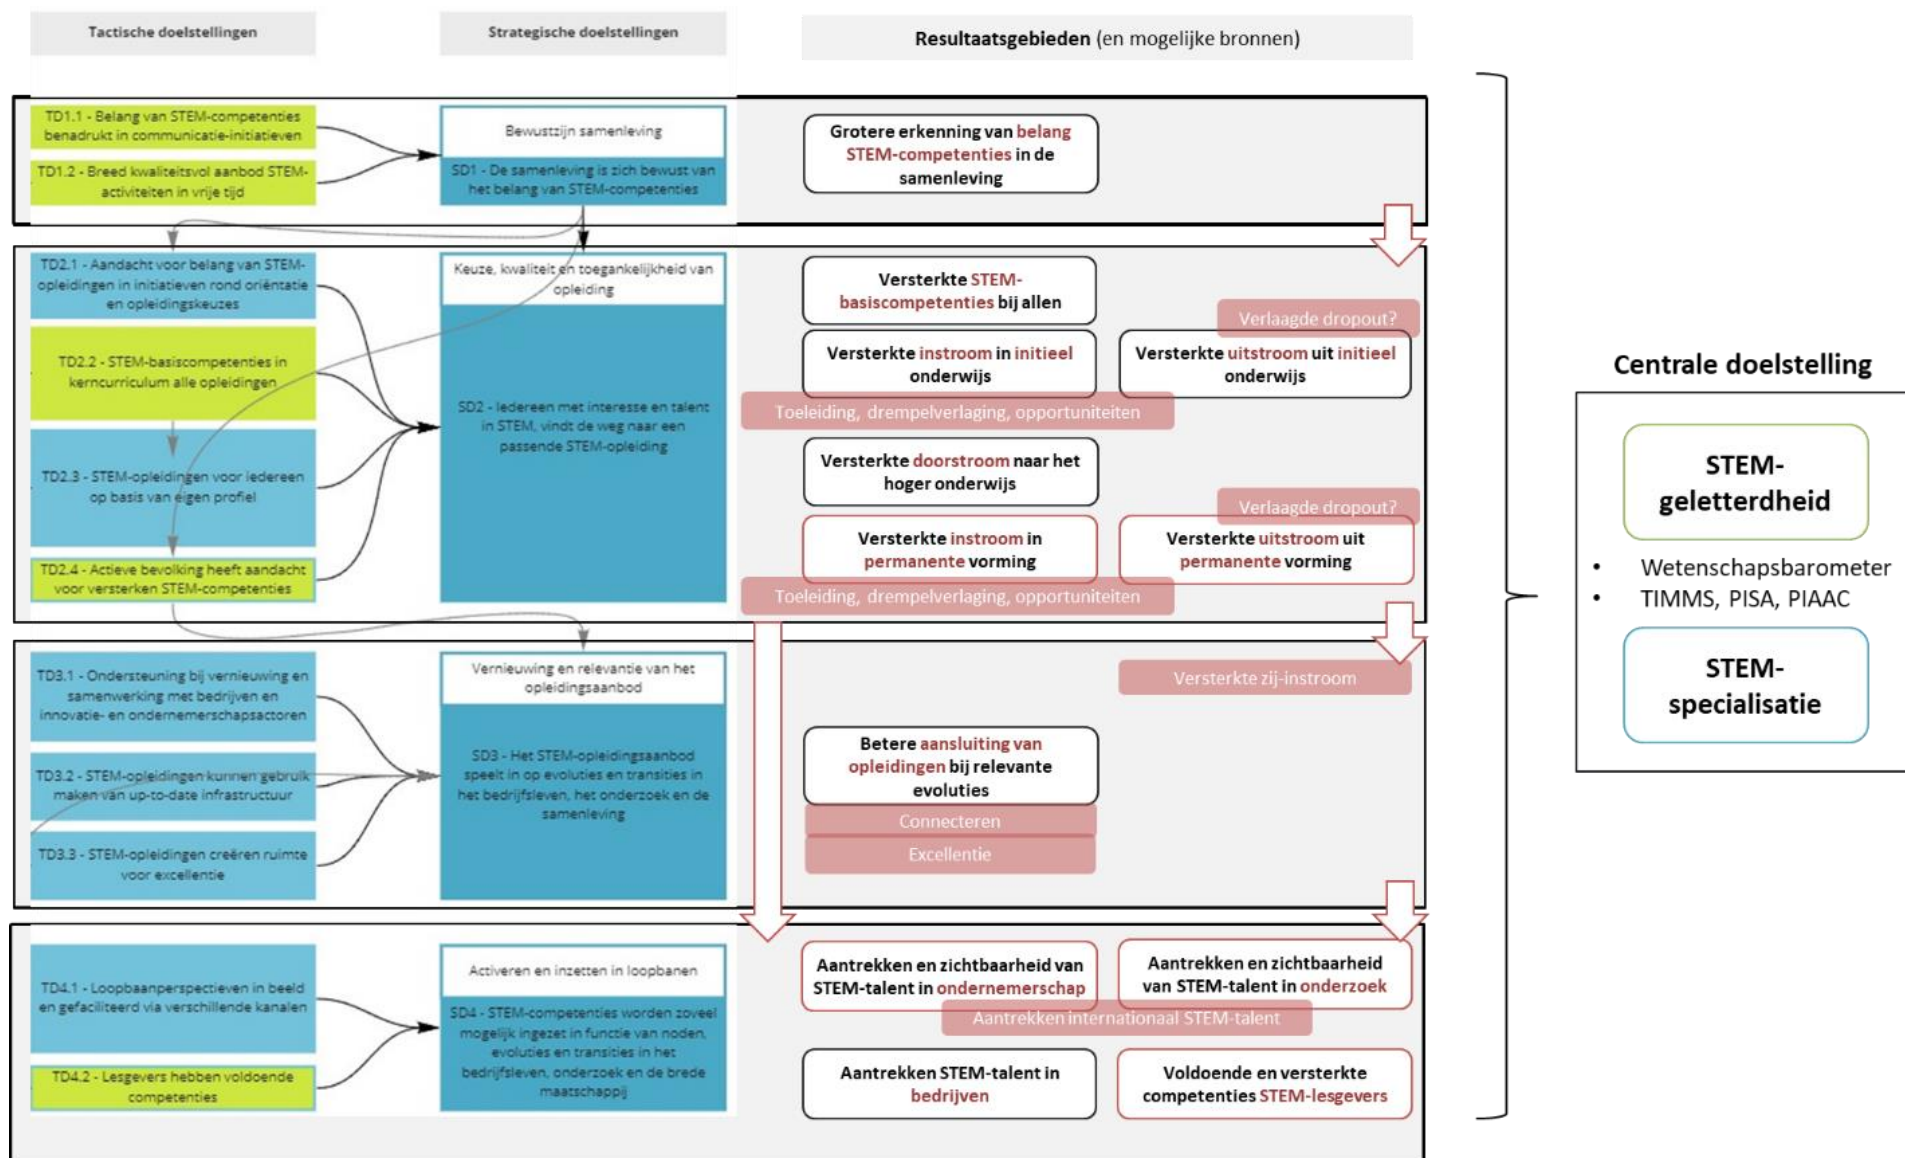 Tactische doelstellingen
Strategische doelstellingen
Resultaatsgebieden (en mogelijke bronnen)
TD1.1 - Belang van STEM-competenties
benadrukt in communicatie-initiatieven
TD1.2 - Breed kwaliteitsvol aanbod STEM-
activiteiten in vrije tijd
Bewustzijn samenleving
SD1 - De samenleving is zich bewust van
het belang van STEM-competenties
Grotere erkenning van belang
STEM-competenties in de
samenleving
TD2.1 - Aandacht voor belang van STEM-
opleidingen in initiatieven rond oriëntatie
en opleidingskeuzes
TD2.2 - STEM-basiscompetenties in
kerncurriculum alle opleidingen
TD2.3 - STEM-opleidingen voor iedereen
op basis van eigen profiel
TD2.4 - Actieve bevolking heeft aandacht
voor versterken STEM-competenties
Keuze, kwaliteit en toegankelijkheid van
opleiding
SD2 - Iedereen met interesse en talent
in STEM, vindt de weg naar een
passende STEM-opleiding
Versterkte STEM-
basiscompetenties bij allen
Verlaagde dropout?
Versterkte instroom in initieel
onderwijs
Versterkte uitstroom uit initieel
onderwijs
Toeleiding, drempelverlaging, opportuniteiten
Versterkte doorstroom naar het
hoger onderwijs
Verlaagde dropout?
Versterkte instroom in
permanente vorming
Versterkte uitstroom uit
permanente vorming
Toeleiding, drempelverlaging, opportuniteiten
TD3.1 - Ondersteuning bij vernieuwing en
samenwerking met bedrijven en
innovatie- en ondernemerschapsactoren
TD3.2 - STEM-opleidingen kunnen gebruik
maken van up-to-date infrastructuur
TD3.3 - STEM-opleidingen creëren ruimte
voor excellentie
Vernieuwing en relevantie van het
opleidingsaanbod
SD3 - Het STEM-opleidingsaanbod
speelt in op evoluties en transities in
het bedrijfsleven, het onderzoek en de
samenleving
Versterkte zij-instroom
Betere aansluiting van
opleidingen bij relevante
evoluties
Connecteren
Excellentie
TD4.1 - Loopbaanperspectieven in beeld
en gefaciliteerd via verschillende kanalen
TD4.2 - Lesgevers hebben voldoende
competenties
Activeren en inzetten in loopbanen
SD4 - STEM-competenties worden zoveel
mogelijk ingezet in functie van noden,
evoluties en transities in het
bedrijfsleven, onderzoek en de brede
maatschappij
Aantrekken en zichtbaarheid van
STEM-talent in ondernemerschap
Aantrekken en zichtbaarheid
van STEM-talent in onderzoek
Aantrekken internationaal STEM-talent
Aantrekken STEM-talent in
bedrijven
Voldoende en versterkte
competenties STEM-lesgevers
Centrale doelstelling
STEM-
geletterdheid
• Wetenschapsbarometer
• TIMMS, PISA, PIAAC
STEM-
specialisatie